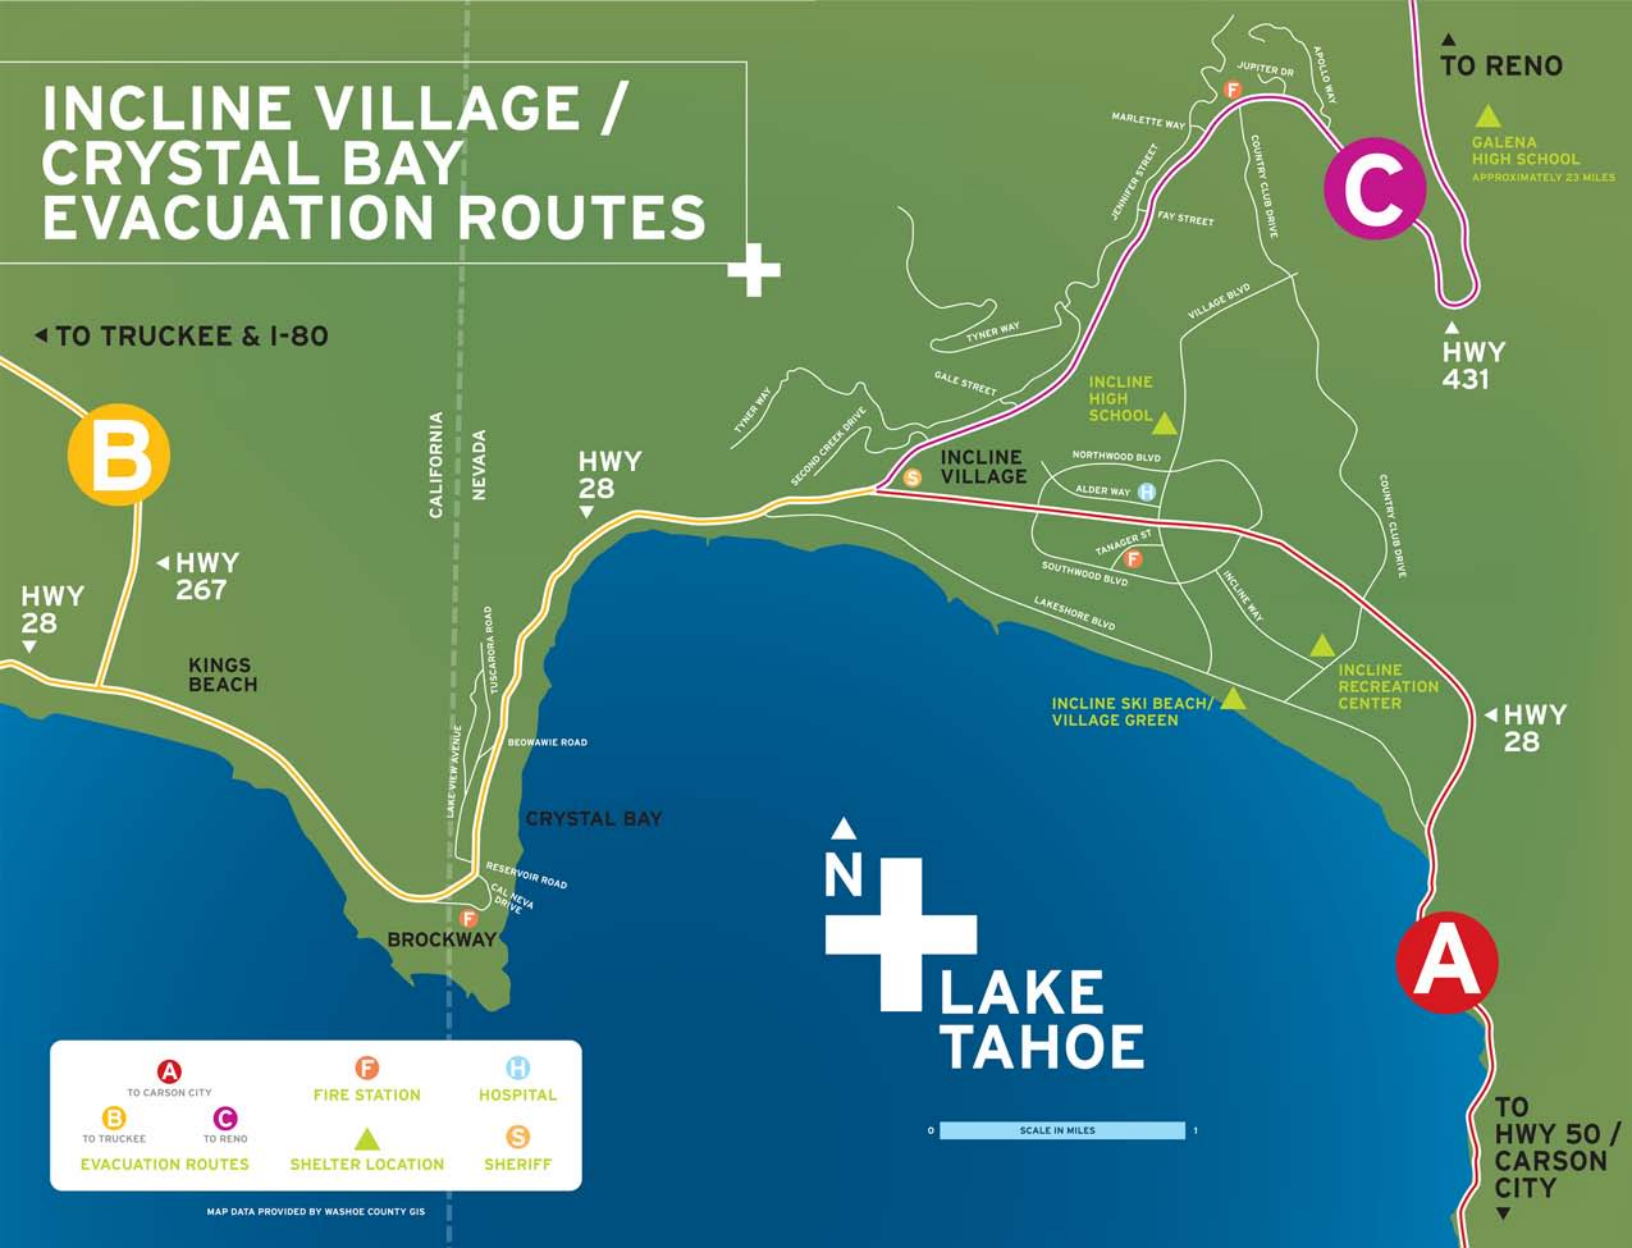 INCLINE VILLAGE /
CRYSTAL BAY
EVACUATION ROUTES
TO RENO
GALENA
HIGH SCHOOL
APPROXIMATELY 23 MILES
JUPITER DR
APOLLO WAY
F
MARLETTE WAY
JENNIFER STREET
FAY STREET
COUNTRY CLUB DRIVE
C
HWY
431
VILLAGE BLVD
TYNER WAY
GALE STREET
TYNER WAY
SECOND CREEK DRIVE
TO TRUCKEE & I-80
B
CALIFORNIA
NEVADA
HWY
28
INCLINE
HIGH
SCHOOL
S
INCLINE
VILLAGE
NORTHWOOD BLVD
ALDER WAY
H
TANAGER ST
F
SOUTHWOOD BLVD
INCLINE WAY
COUNTRY CLUB DRIVE
LAKESHORE BLVD
HWY
267
HWY
28
KINGS
BEACH
TUSCARORA ROAD
LAKE VIEW AVENUE
BEOWAWIE ROAD
CRYSTAL BAY
RESERVOIR ROAD
CAL NEVA
DRIVE
F
BROCKWAY
INCLINE SKI BEACH/
VILLAGE GREEN
INCLINE
RECREATION
CENTER
HWY
28
N
LAKE
TAHOE
A
TO
HWY 50 /
CARSON
CITY
0
SCALE IN MILES
1
A
TO CARSON CITY
B
TO TRUCKEE
C
TO RENO
EVACUATION ROUTES
F
FIRE STATION
SHELTER LOCATION
H
HOSPITAL
S
SHERIFF
MAP DATA PROVIDED BY WASHOE COUNTY GIS